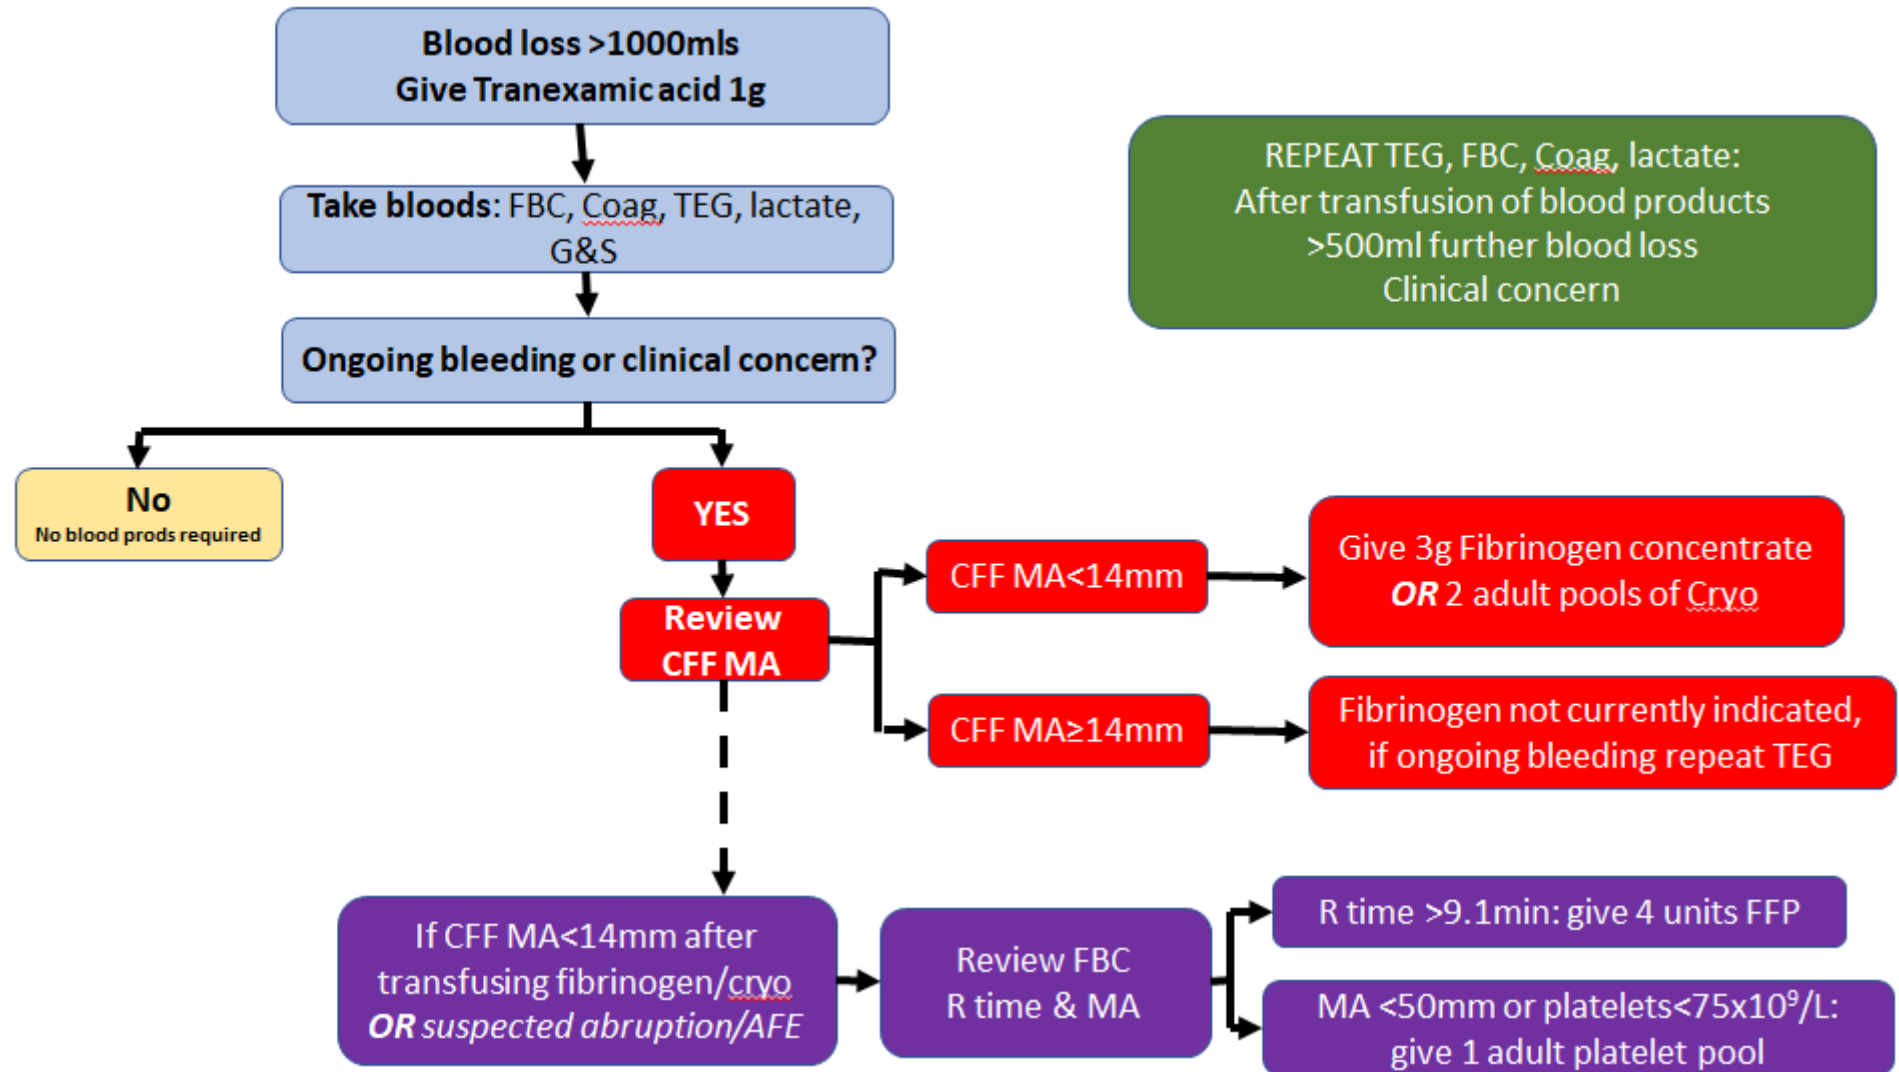 Blood loss >1000mls
Give Tranexamic acid 1g
REPEAT TEG, FBC, Coag, lactate:
After transfusion of blood products
>500ml further blood loss
Clinical concern
Take bloods: FBC, Coag, TEG, lactate,
G&S
Ongoing bleeding or clinical concern?
No
No blood prods required
YES
Review
CFF MA
CFF MA<14mm
Give 3g Fibrinogen concentrate
OR 2 adult pools of Cryo
CFF MA≥14mm
Fibrinogen not currently indicated,
if ongoing bleeding repeat TEG
If CFF MA<14mm after
transfusing fibrinogen/cryo
OR suspected abruption/AFE
Review FBC
R time & MA
R time >9.1min: give 4 units FFP
MA <50mm or platelets<75x10⁹/L:
give 1 adult platelet pool